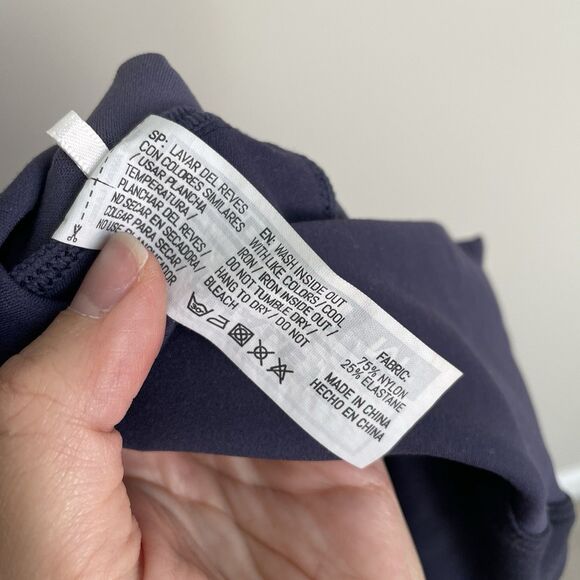 SP: LAVAR DEL REVES
CON COLORES SIMILARES
/ USAR PLANCHA
TEMPERATURA /
PLANCHAR DEL REVES /
NO SECAR EN SECADORA /
COLGAR PARA SECAR /
NO USE
EN: WASH INSIDE OUT
WITH LIKE COLORS / COOL
IRON / IRON INSIDE OUT /
DO NOT TUMBLE DRY /
HANG TO DRY / DO NOT
BLEACH
FABRIC:
75% NYLON
25% ELASTANE
MADE IN CHINA
HECHO EN CHINA